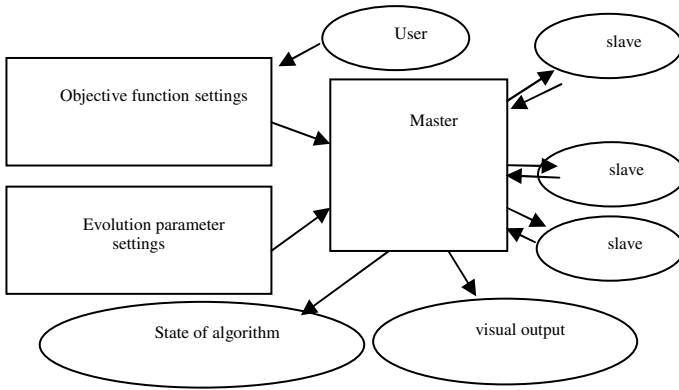 User
slave
Objective function settings
Master
slave
Evolution parameter
settings
slave
State of algorithm
visual output